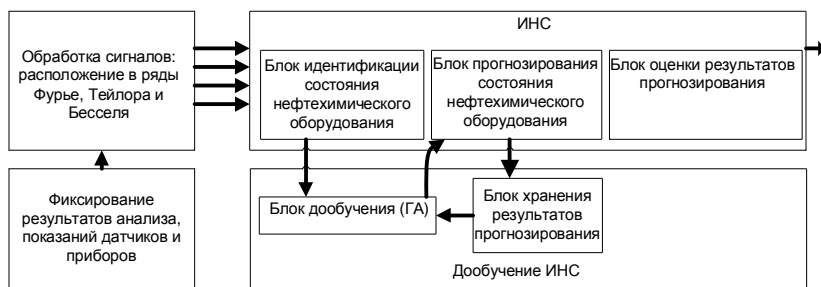 ИНС
Обработка сигналов:
расположение в ряды
Фурье, Тейлора и
Бесселя
Блок идентификации
состояния
нефтехимического
оборудования
Блок прогнозирования
состояния
нефтехимического
оборудования
Блок оценки результатов
прогнозирования
Фиксирование
результатов анализа,
показаний датчиков и
приборов
Блок дообучения (ГА)
Блок хранения
результатов
прогнозирования
Дообучение ИНС